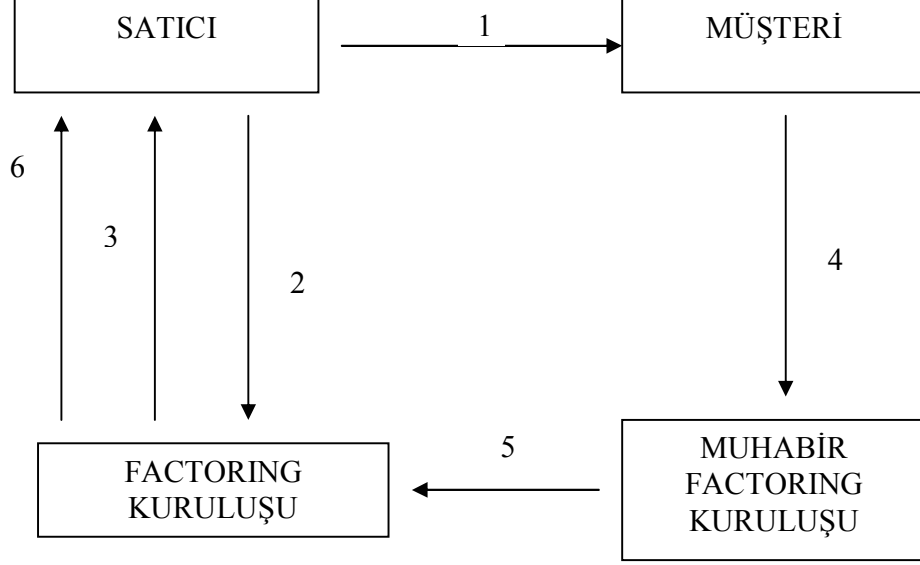 SATICI
1
MÜŞTERİ
6
3
2
4
5
FACTORING
KURULUŞU
MUHABİR
FACTORING
KURULUŞU